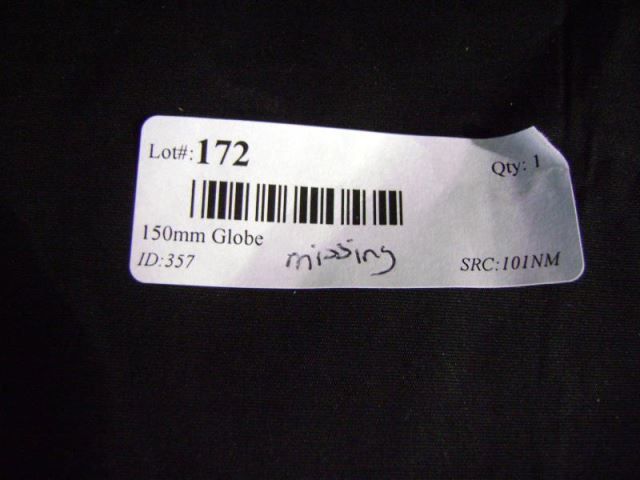 Lot#: 172
Qty: 1
150mm Globe
missing
ID:357
SRC:101NM